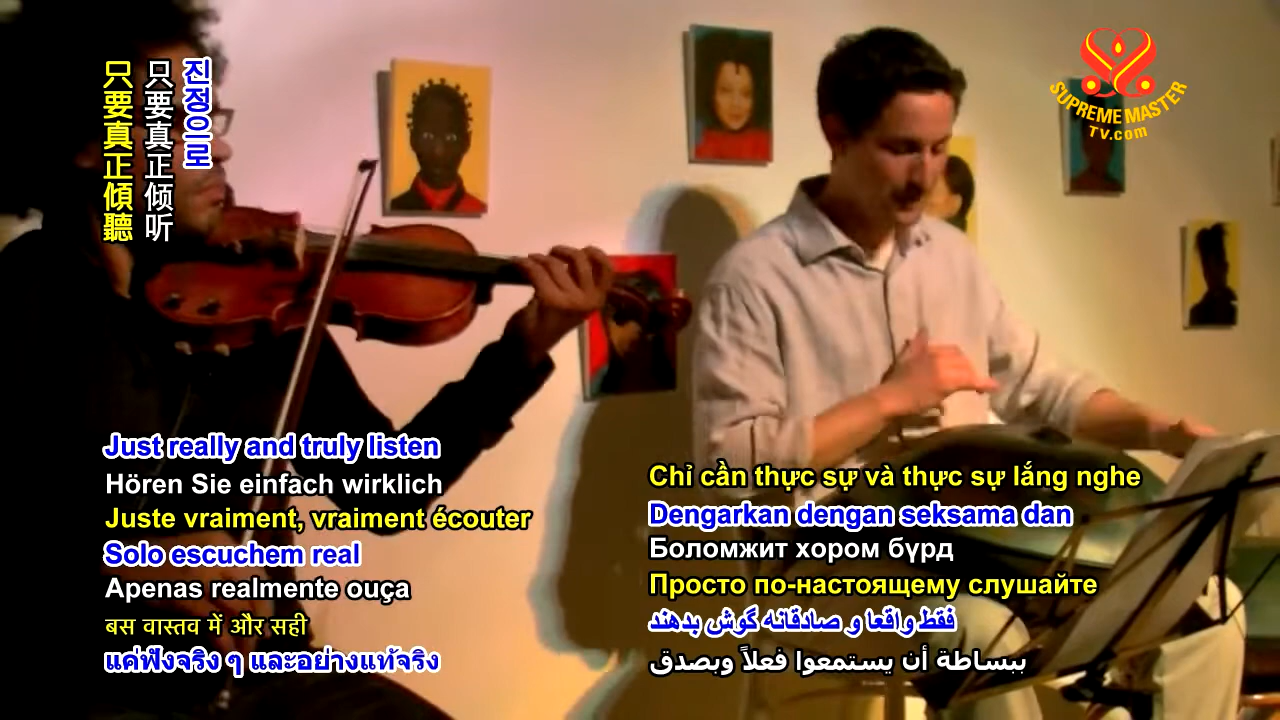 진정으로
只要真正倾听
只要真正傾聽
SUPREME MASTER
TV.com
Just really and truly listen
Hören Sie einfach wirklich
Juste vraiment, vraiment écouter
Solo escuchem real
Apenas realmente ouça
बस वास्तव में और सही
แค่ฟังจริง ๆ และอย่างแท้จริง
Chỉ cần thực sự và thực sự lắng nghe
Dengarkan dengan seksama dan
Боломжит хором бүрд
Просто по-настоящему слушайте
فقط واقعا و صادقانه گوش بدهند
ببساطة أن يستمعوا فعلاً وبصدق